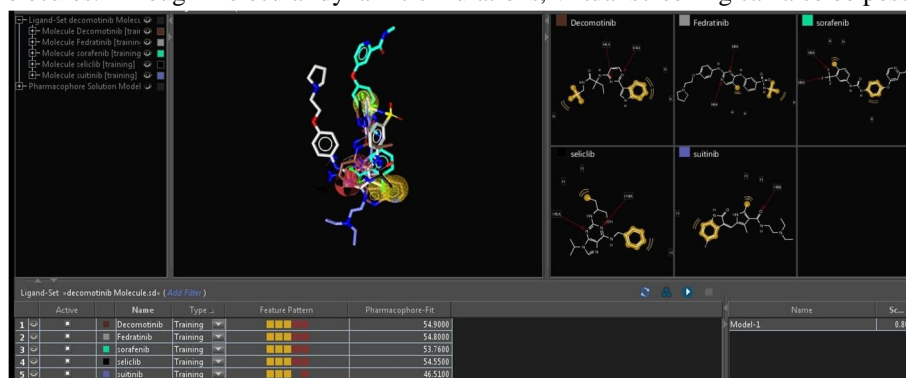 Ligand-Set decomotinib Molecu
Molecule Decomotinib [trainin
Molecule Fedratinib [training
Molecule sorafenib [training
Molecule seliclib [training]
Molecule suitinib [training]
Pharmacophore Solution Model
Decomotinib
Fedratinib
sorafenib
seliclib
suitinib
Ligand-Set «decomotinib Molecule.sd« ( Add Filter )
Active Name Type Feature Pattern Pharmacophore-Fit
1 Decomotinib Training 54.9000
2 Fedratinib Training 54.8000
3 sorafenib Training 53.7600
4 seliclib Training 54.5500
5 suitinib Training 46.5100
Name Sc...
Model-1 0.80